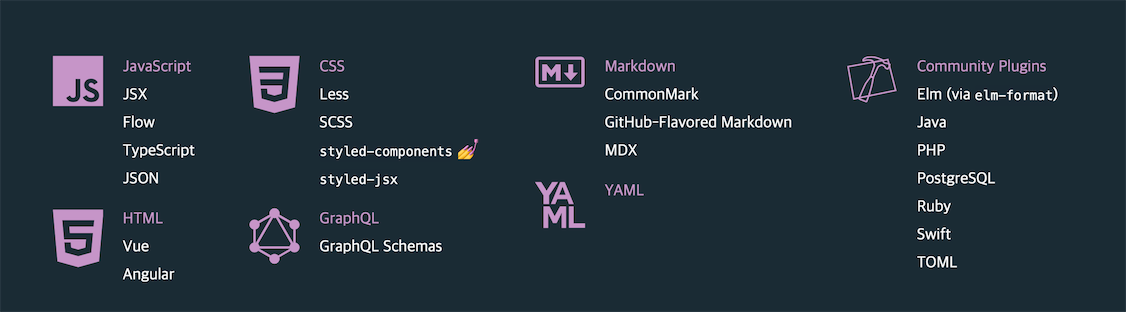 JS
JavaScript
JSX
Flow
TypeScript
JSON
HTML
Vue
Angular
CSS
Less
SCSS
styled-components 💅
styled-jsx
GraphQL
GraphQL Schemas
M
Markdown
CommonMark
GitHub-Flavored Markdown
MDX
YA
ML
YAML
Community Plugins
Elm (via elm-format)
Java
PHP
PostgreSQL
Ruby
Swift
TOML